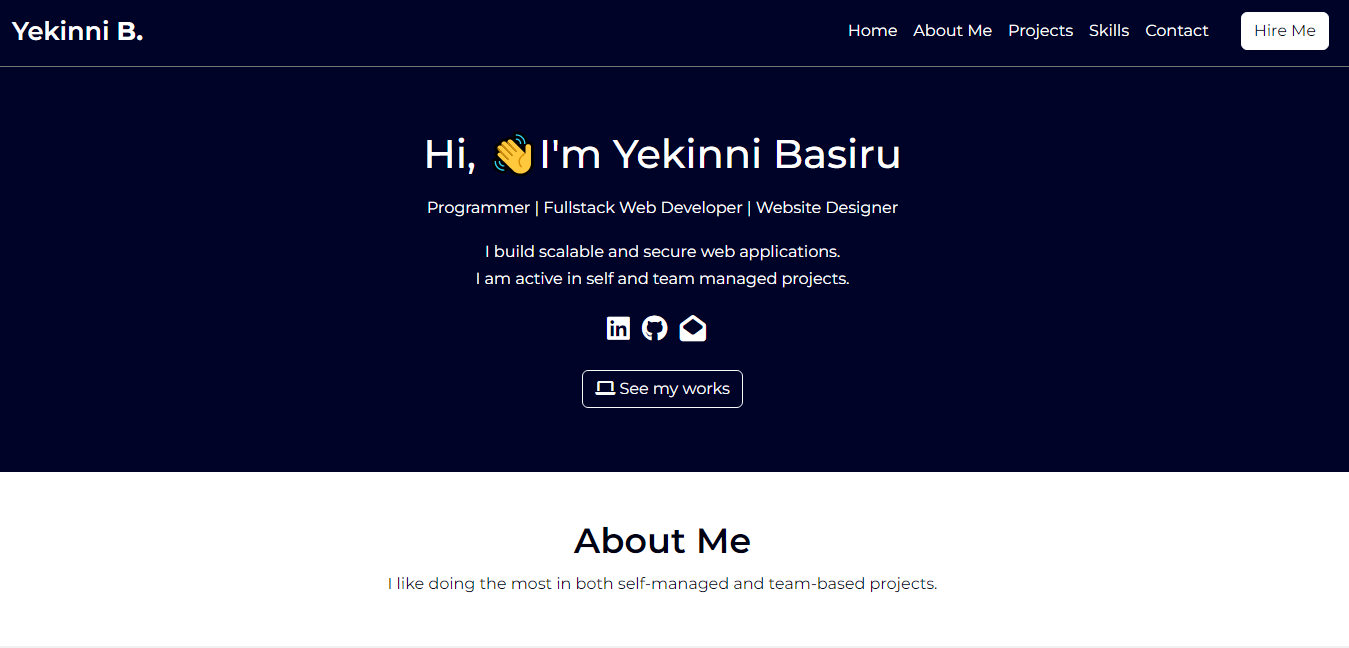 Yekinni B.
Home About Me Projects Skills Contact Hire Me
Hi, 👋I'm Yekinni Basiru
Programmer | Fullstack Web Developer | Website Designer
I build scalable and secure web applications.
I am active in self and team managed projects.
in
See my works
About Me
I like doing the most in both self-managed and team-based projects.